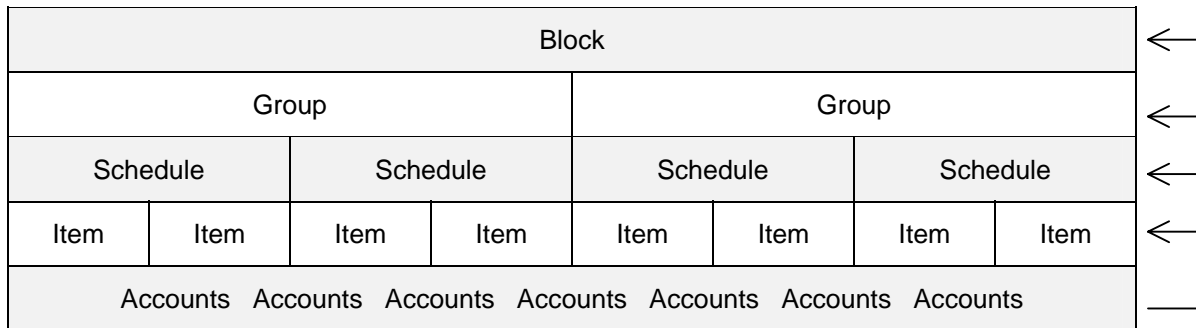 Block
Group Group
Schedule Schedule Schedule Schedule
Item Item Item Item Item Item Item Item
Accounts Accounts Accounts Accounts Accounts Accounts Accounts